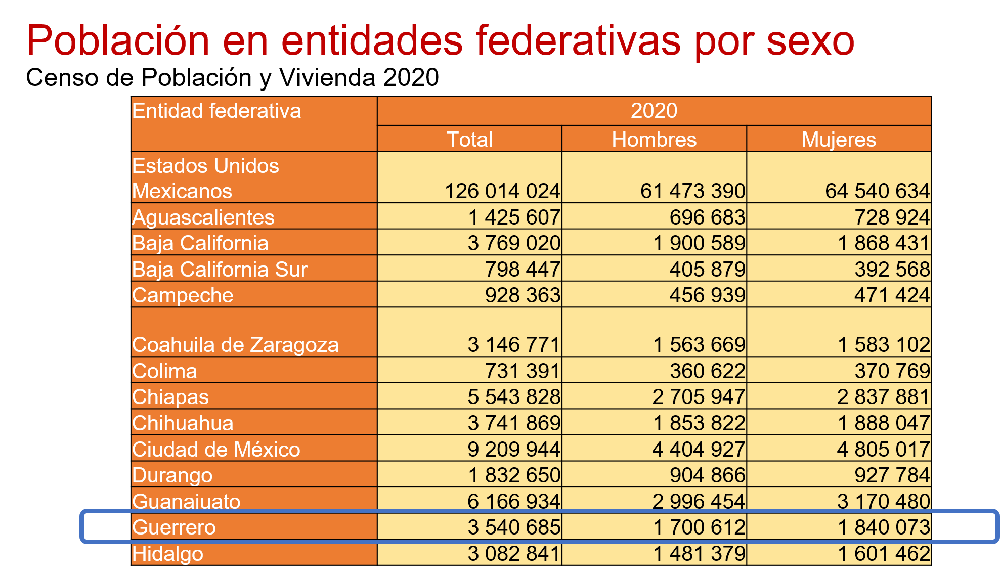 Población en entidades federativas por sexo
Censo de Población y Vivienda 2020
Entidad federativa 2020
Total Hombres Mujeres
Estados Unidos
Mexicanos 126 014 024 61 473 390 64 540 634
Aguascalientes 1 425 607 696 683 728 924
Baja California 3 769 020 1 900 589 1 868 431
Baja California Sur 798 447 405 879 392 568
Campeche 928 363 456 939 471 424
Coahuila de Zaragoza 3 146 771 1 563 669 1 583 102
Colima 731 391 360 622 370 769
Chiapas 5 543 828 2 705 947 2 837 881
Chihuahua 3 741 869 1 853 822 1 888 047
Ciudad de México 9 209 944 4 404 927 4 805 017
Durango 1 832 650 904 866 927 784
Guanajuato 6 166 934 2 996 454 3 170 480
Guerrero 3 540 685 1 700 612 1 840 073
Hidalgo 3 082 841 1 481 379 1 601 462